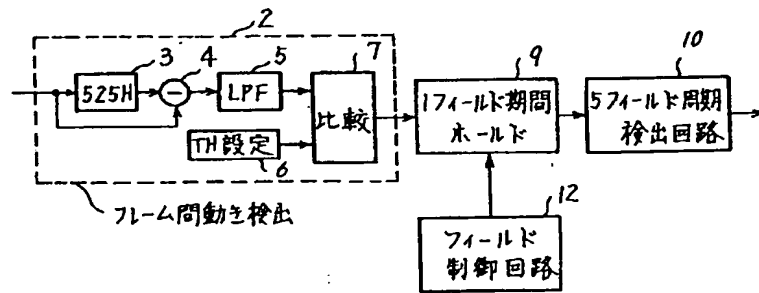 2
3
4
5
7
9
10
525H
−
LPF
比較
1フィールド期間
ホールド
5フィールド周期
検出回路
TH設定
6
フレーム間動き検出
12
フィールド
制御回路